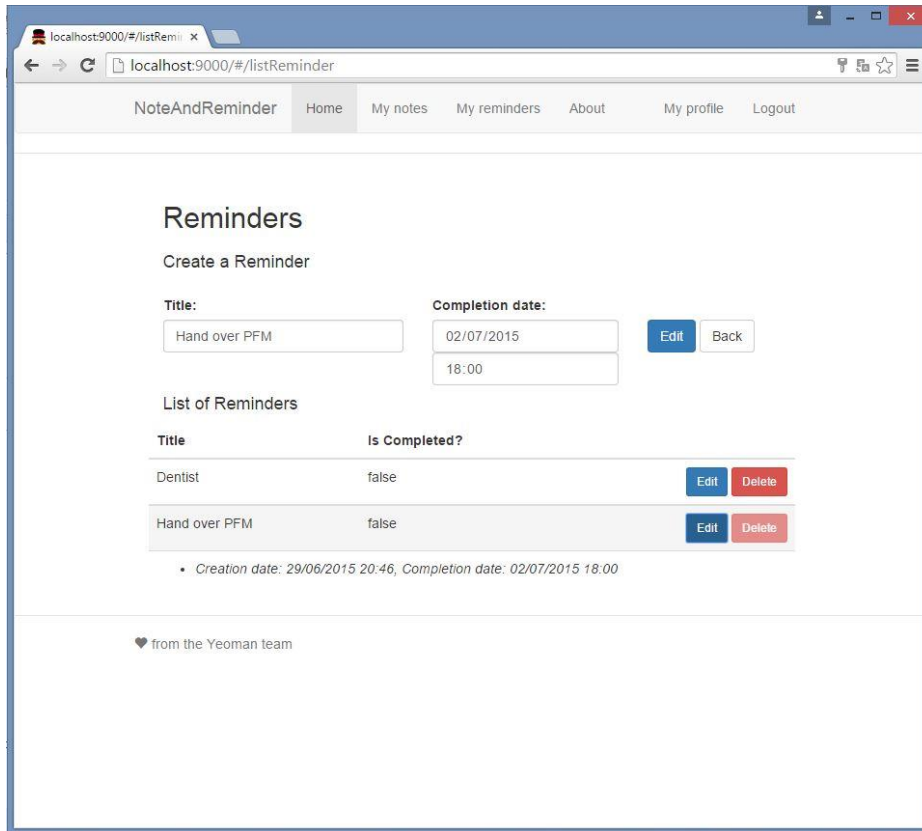 localhost:9000/#/listRemi
localhost:9000/#/listReminder
NoteAndReminder Home My notes My reminders About My profile Logout
Reminders
Create a Reminder
Title: Completion date:
Hand over PFM 02/07/2015 Edit Back
18:00
List of Reminders
Title Is Completed?
Dentist false Edit Delete
Hand over PFM false Edit Delete
• Creation date: 29/06/2015 20:46, Completion date: 02/07/2015 18:00
♥ from the Yeoman team